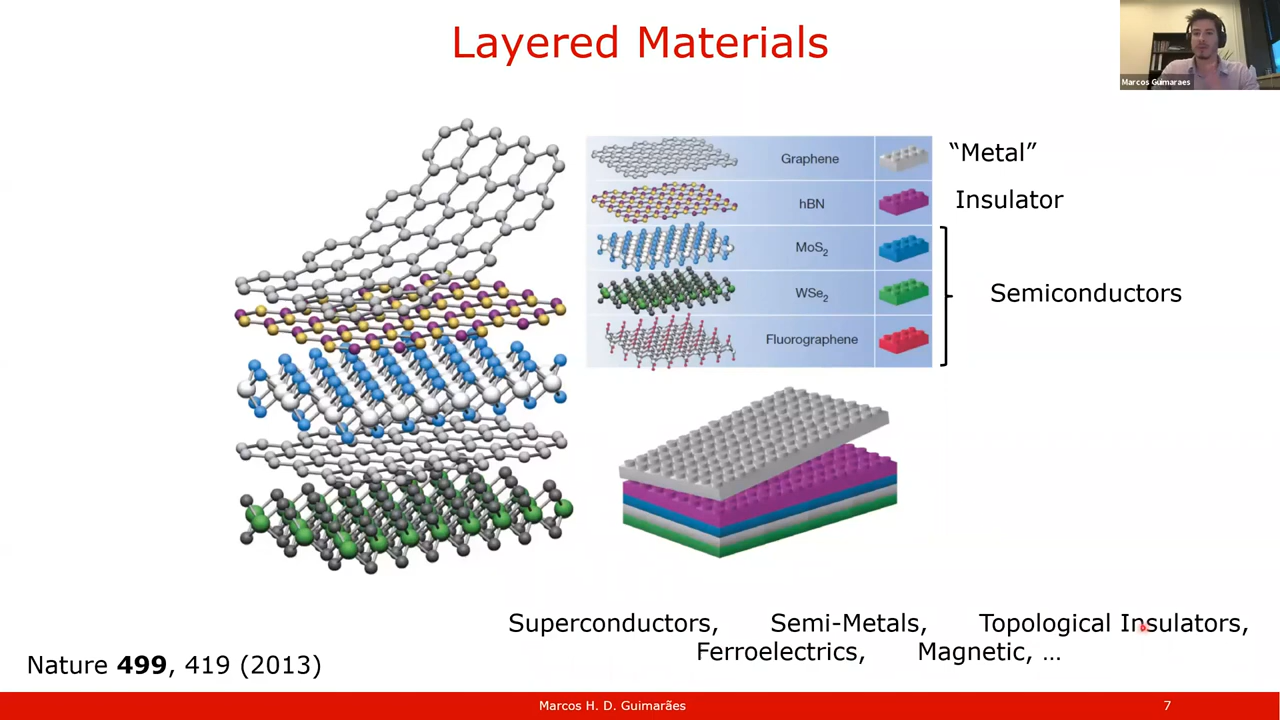 Layered Materials
Marcos Guimaraes
Graphene
"Metal"
hBN
Insulator
MoS₂
WSe₂
Semiconductors
Fluorographene
Superconductors, Semi-Metals, Topological Insulators,
Ferroelectrics, Magnetic, ...
Nature 499, 419 (2013)
Marcos H. D. Guimarães
7